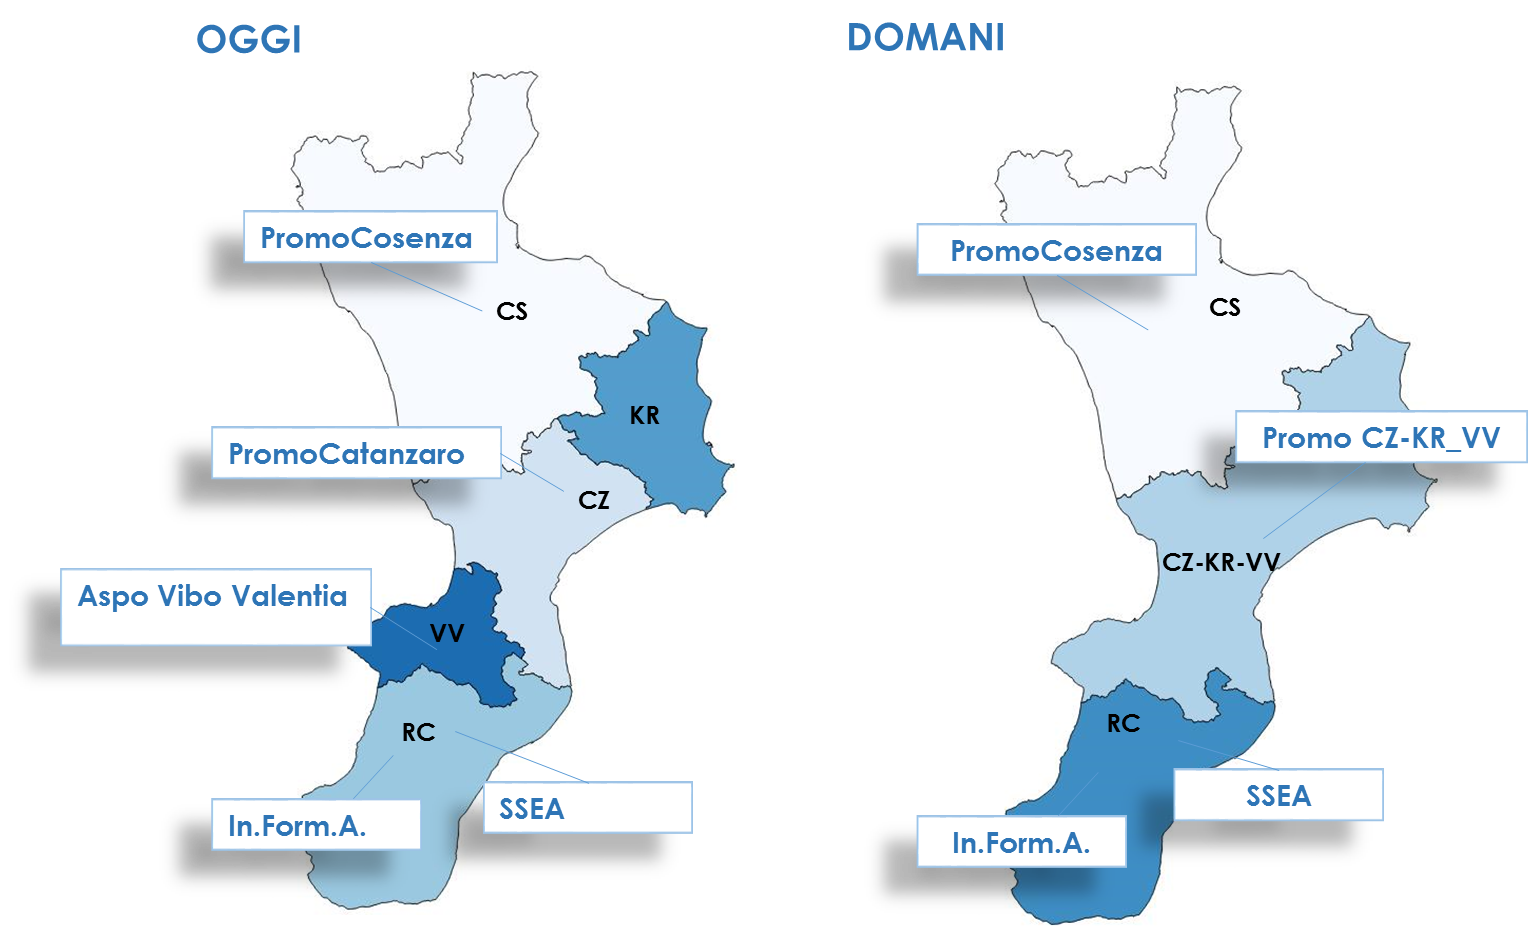 OGGI
PromoCosenza
CS
KR
PromoCatanzaro
CZ
Aspo Vibo Valentia
VV
RC
In.Form.A.
SSEA
DOMANI
PromoCosenza
CS
Promo CZ-KR_VV
CZ-KR-VV
RC
SSEA
In.Form.A.